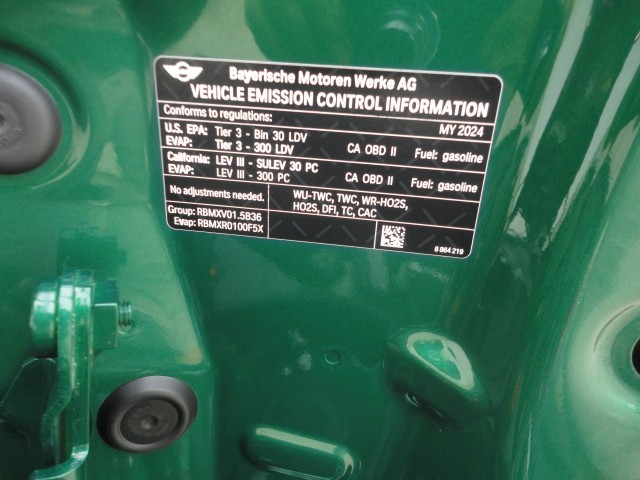 Bayerische Motoren Werke AG
VEHICLE EMISSION CONTROL INFORMATION
Conforms to regulations: MY 2024
U.S. EPA: Tier 3 - Bin 30 LDV
EVAP: Tier 3 - 300 LDV CA OBD II Fuel: gasoline
California: LEV III - SULEV 30 PC
EVAP: LEV III - 300 PC CA OBD II Fuel: gasoline
No adjustments needed. WU-TWC, TWC, WR-HO2S,
HO2S, DFI, TC, CAC
Group: RBMXV01.5B36
Evap: RBMXR0100F5X
8 864 219